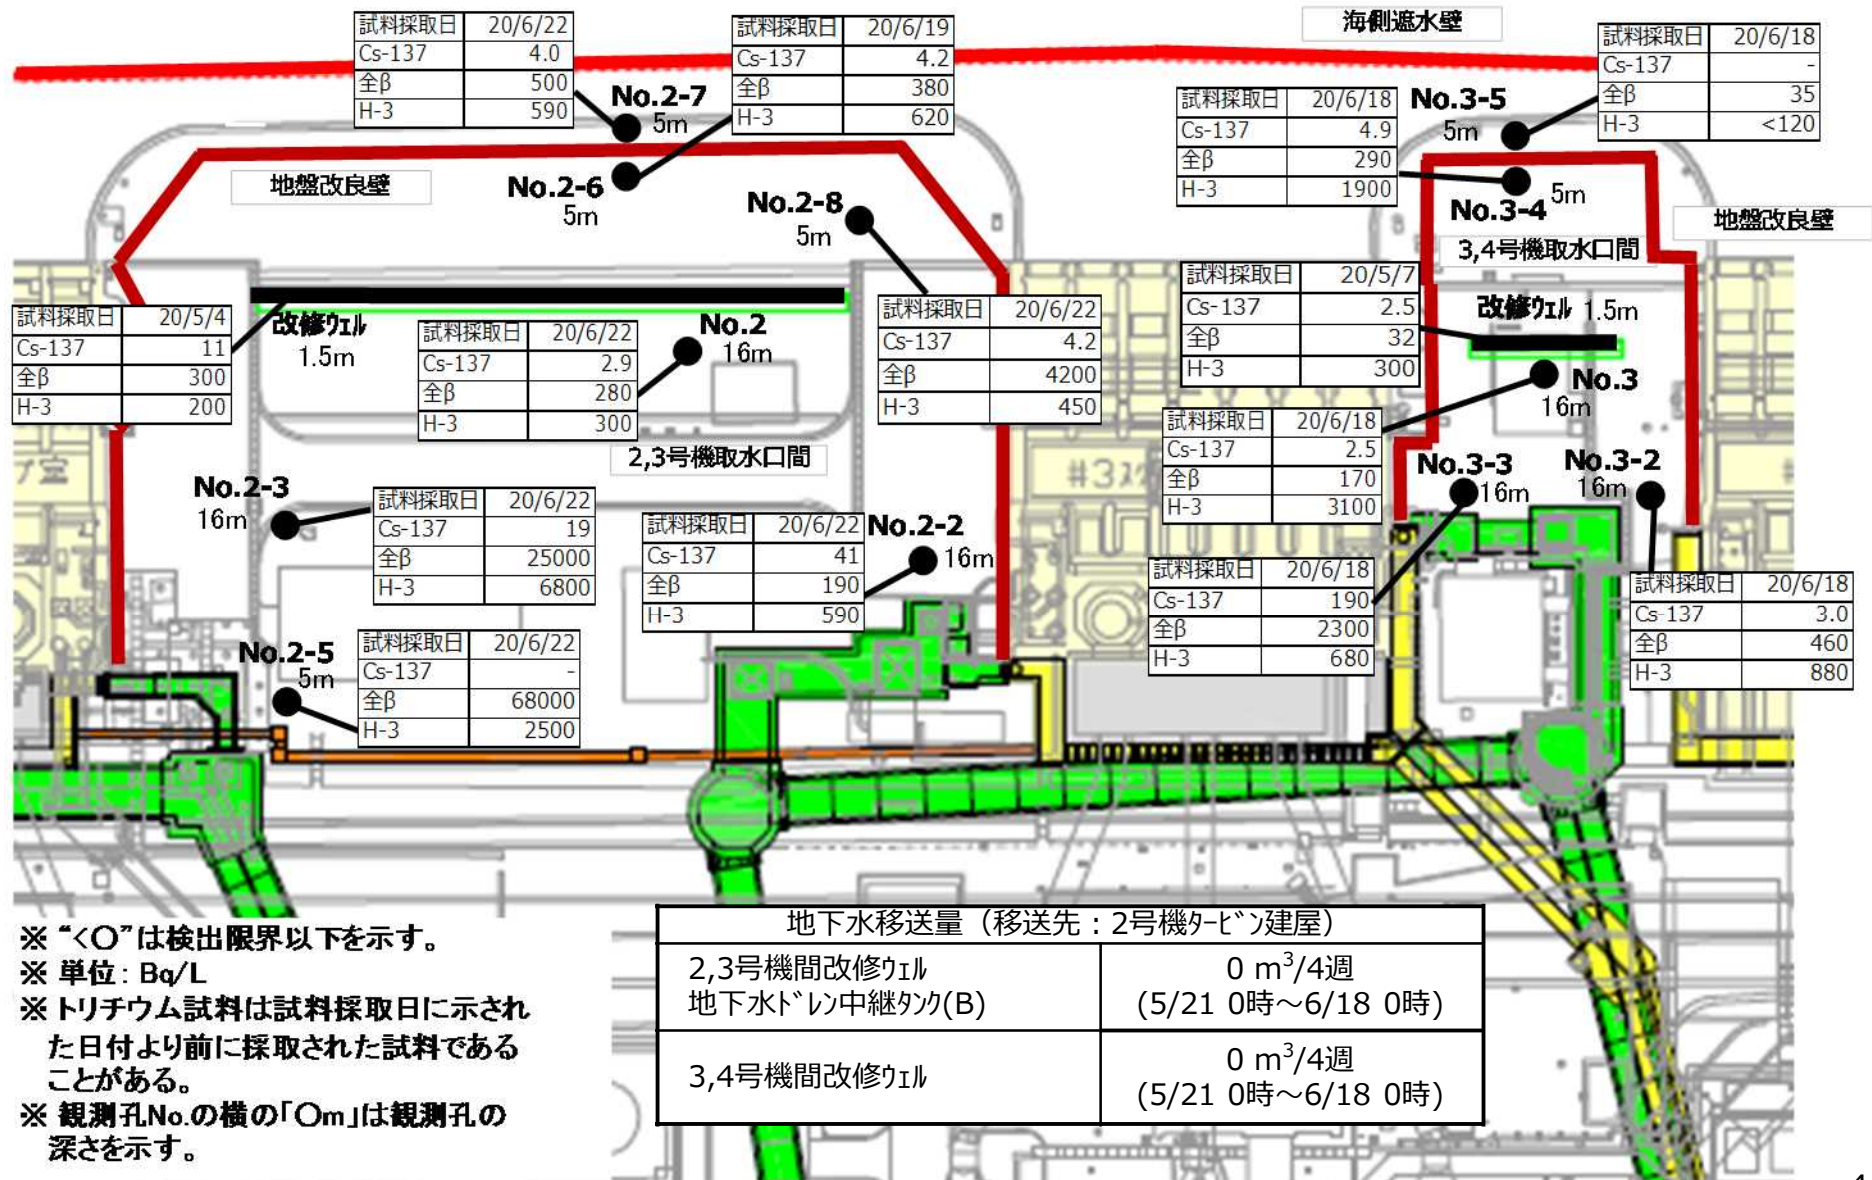 海側遮水壁
試料採取日 20/6/22
Cs-137 4.0
全β 500
H-3 590
No.2-7
5m
試料採取日 20/6/19
Cs-137 4.2
全β 380
H-3 620
No.2-6
5m
試料採取日 20/6/18
Cs-137 -
全β 35
H-3 <120
No.3-5
5m
試料採取日 20/6/18
Cs-137 4.9
全β 290
H-3 1900
No.3-4
5m
地盤改良壁
地盤改良壁
3,4号機取水口間
No.2-8
5m
試料採取日 20/6/22
Cs-137 4.2
全β 4200
H-3 450
試料採取日 20/5/4
Cs-137 11
全β 300
H-3 200
改修ウェル
1.5m
試料採取日 20/6/22
Cs-137 2.9
全β 280
H-3 300
No.2
16m
試料採取日 20/5/7
Cs-137 2.5
全β 32
H-3 300
改修ウェル 1.5m
No.3
16m
試料採取日 20/6/18
Cs-137 2.5
全β 170
H-3 3100
2,3号機取水口間
No.2-3
16m
試料採取日 20/6/22
Cs-137 19
全β 25000
H-3 6800
試料採取日 20/6/22
Cs-137 41
全β 190
H-3 590
No.2-2
16m
No.3-3
16m
試料採取日 20/6/18
Cs-137 190
全β 2300
H-3 680
No.3-2
16m
試料採取日 20/6/18
Cs-137 3.0
全β 460
H-3 880
No.2-5
5m
試料採取日 20/6/22
Cs-137 -
全β 68000
H-3 2500
※ “<〇”は検出限界以下を示す。
※ 単位: Bq/L
※ トリチウム試料は試料採取日に示され
た日付より前に採取された試料である
ことがある。
※ 観測孔No.の横の「〇m」は観測孔の
深さを示す。
地下水移送量（移送先：2号機ﾀｰﾋﾞﾝ建屋）
2,3号機間改修ｳｪﾙ
地下水ﾄﾞﾚﾝ中継ﾀﾝｸ(B)
0 m³/4週
(5/21 0時～6/18 0時)
3,4号機間改修ｳｪﾙ
0 m³/4週
(5/21 0時～6/18 0時)